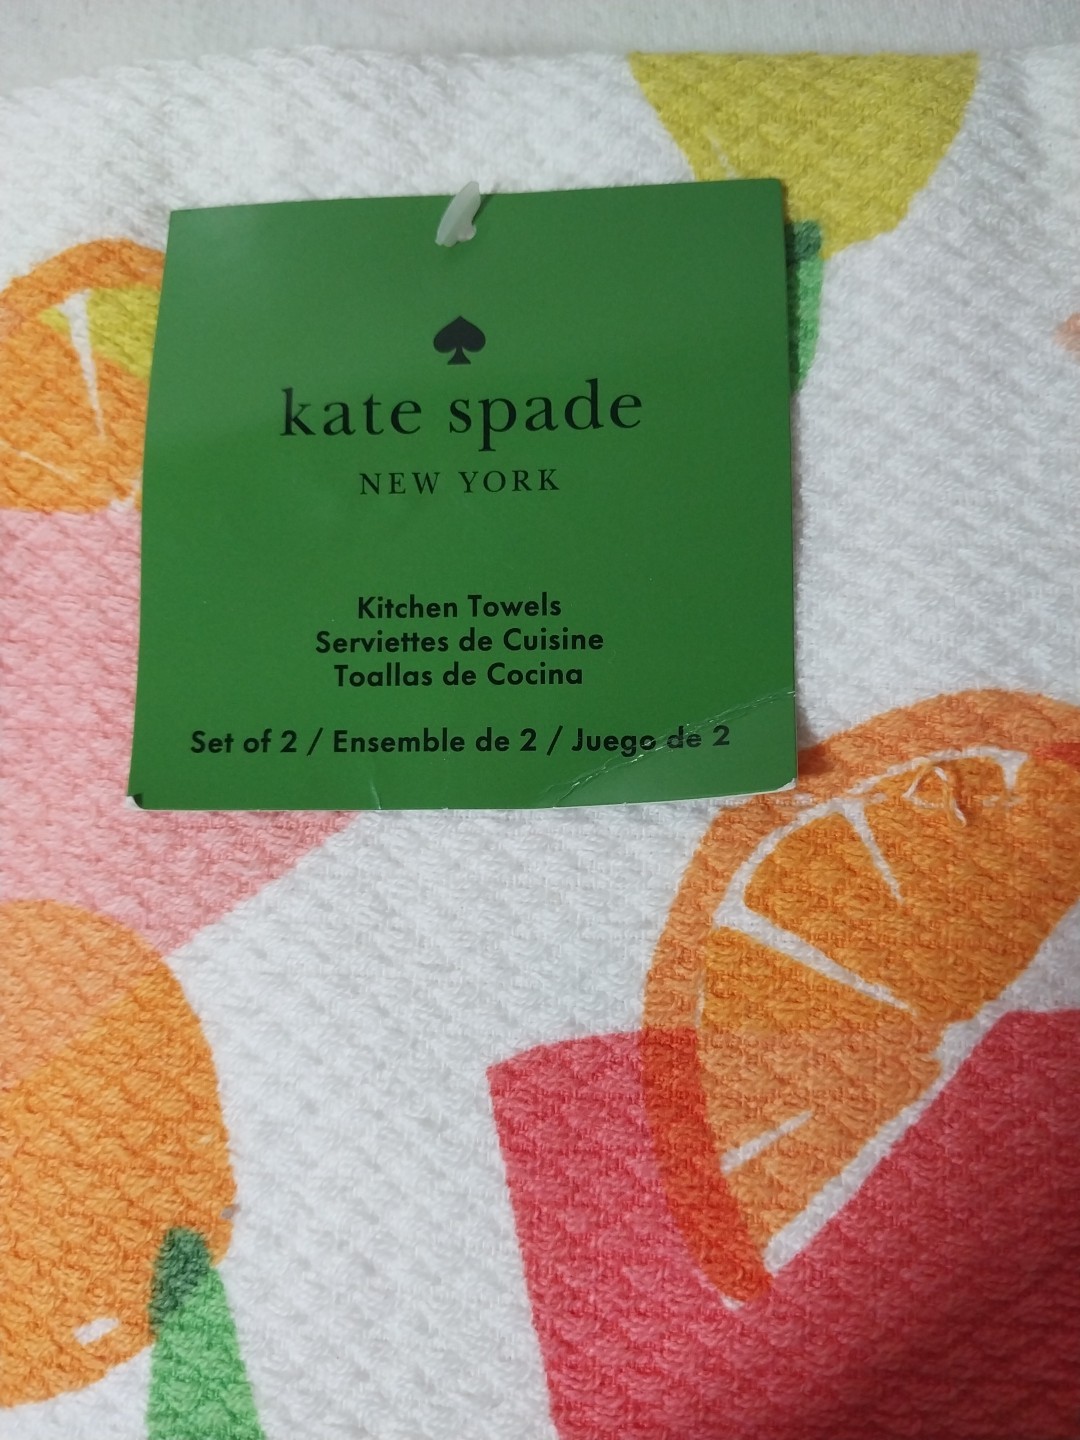 kate spade
NEW YORK
Kitchen Towels
Serviettes de Cuisine
Toallas de Cocina
Set of 2 / Ensemble de 2 / Juego de 2